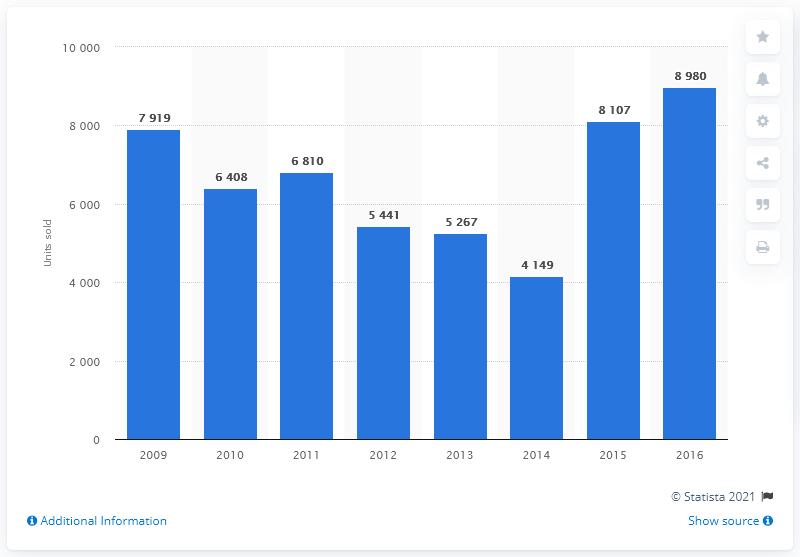 10 000
8 000
6 000
4 000
2 000
0
Units sold
7 919
6 408
6 810
5 441
5 267
4 149
8 107
8 980
2009 2010 2011 2012 2013 2014 2015 2016
© Statista 2021
Additional Information
Show source